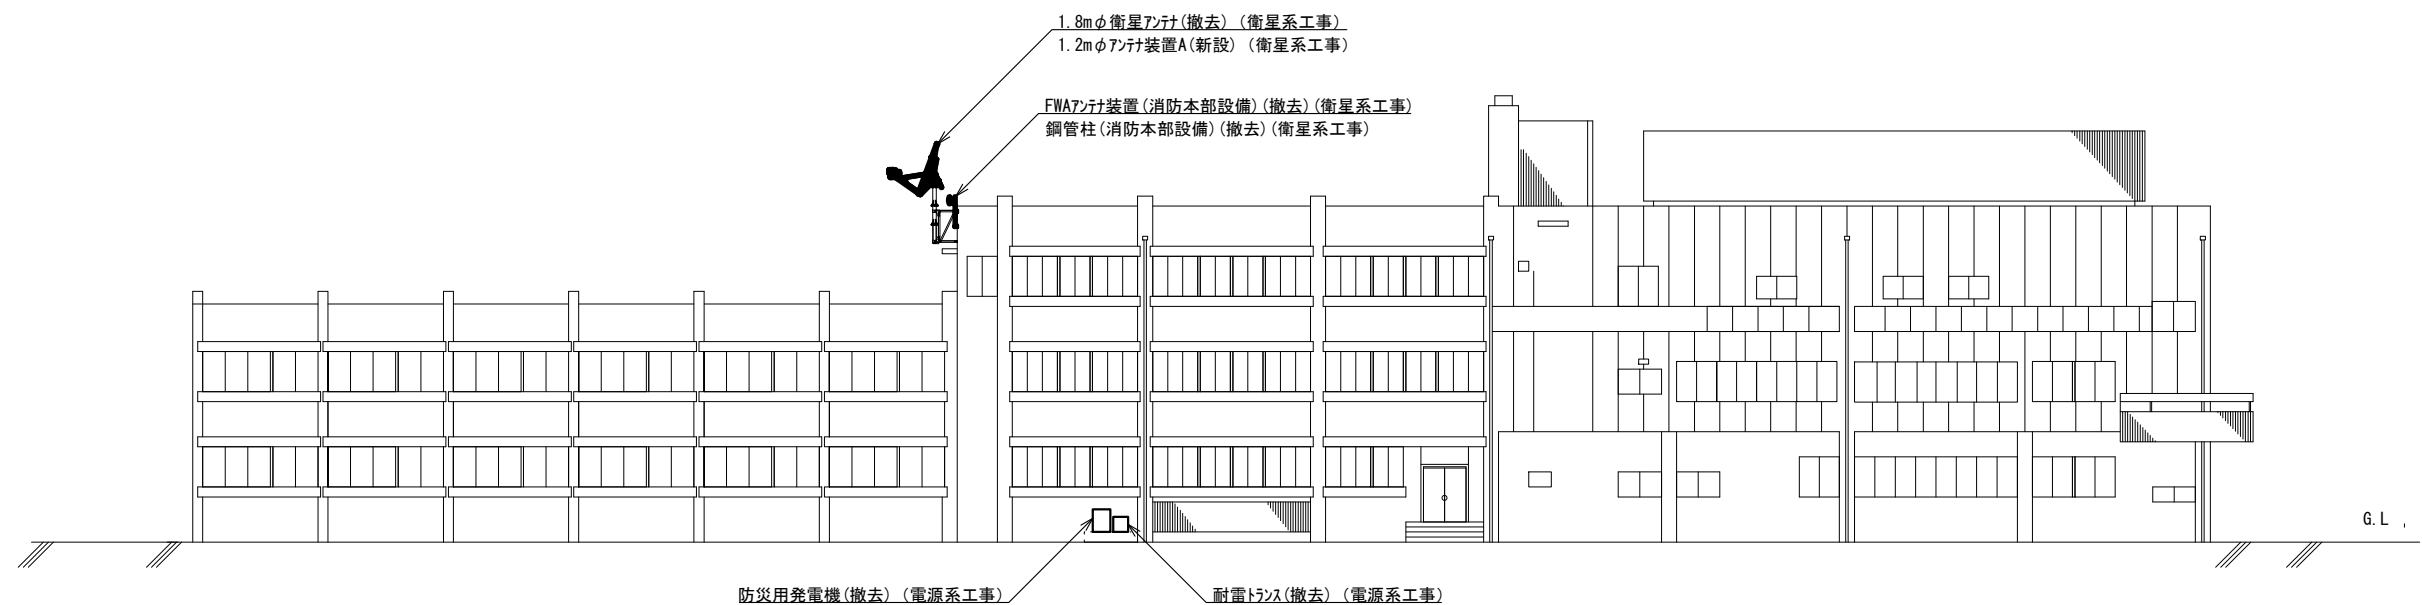 1.8mφ衛星ｱﾝﾃﾅ(撤去) (衛星系工事)
1.2mφｱﾝﾃﾅ装置A(新設) (衛星系工事)
FWAｱﾝﾃﾅ装置(消防本部設備)(撤去)(衛星系工事)
鋼管柱(消防本部設備)(撤去)(衛星系工事)
G.L
防災用発電機(撤去) (電源系工事)
耐雷ﾄﾗﾝｽ(撤去) (電源系工事)